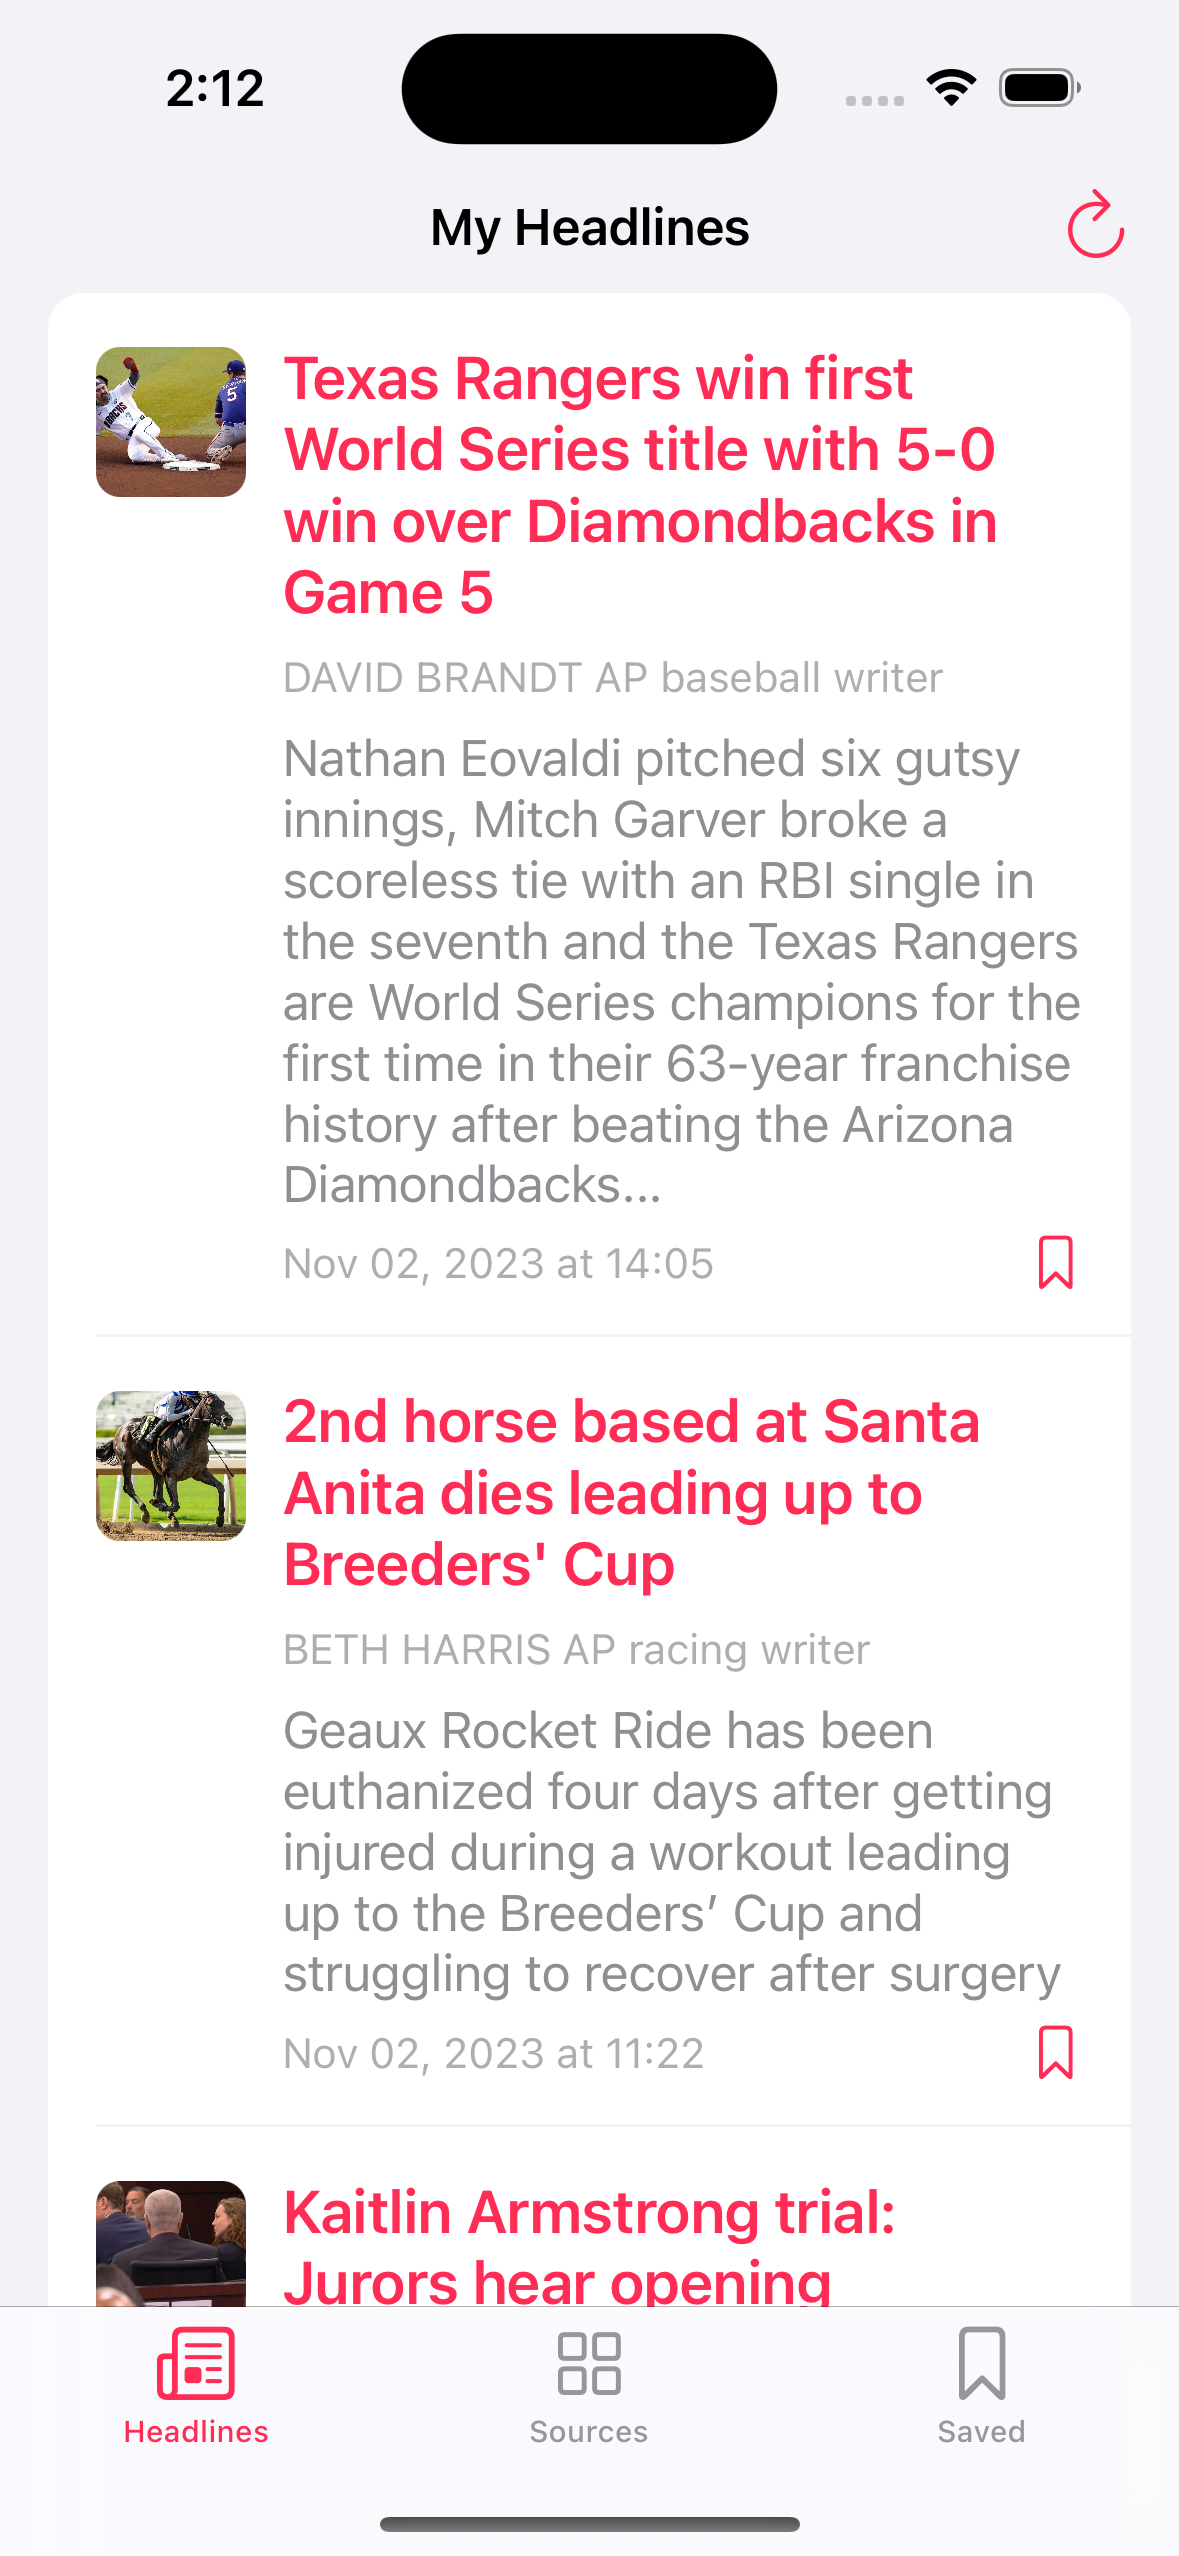 2:12
My Headlines
Texas Rangers win first
World Series title with 5-0
win over Diamondbacks in
Game 5
DAVID BRANDT AP baseball writer
Nathan Eovaldi pitched six gutsy
innings, Mitch Garver broke a
scoreless tie with an RBI single in
the seventh and the Texas Rangers
are World Series champions for the
first time in their 63-year franchise
history after beating the Arizona
Diamondbacks...
Nov 02, 2023 at 14:05
2nd horse based at Santa
Anita dies leading up to
Breeders' Cup
BETH HARRIS AP racing writer
Geaux Rocket Ride has been
euthanized four days after getting
injured during a workout leading
up to the Breeders’ Cup and
struggling to recover after surgery
Nov 02, 2023 at 11:22
Kaitlin Armstrong trial:
Jurors hear opening
Headlines
Sources
Saved